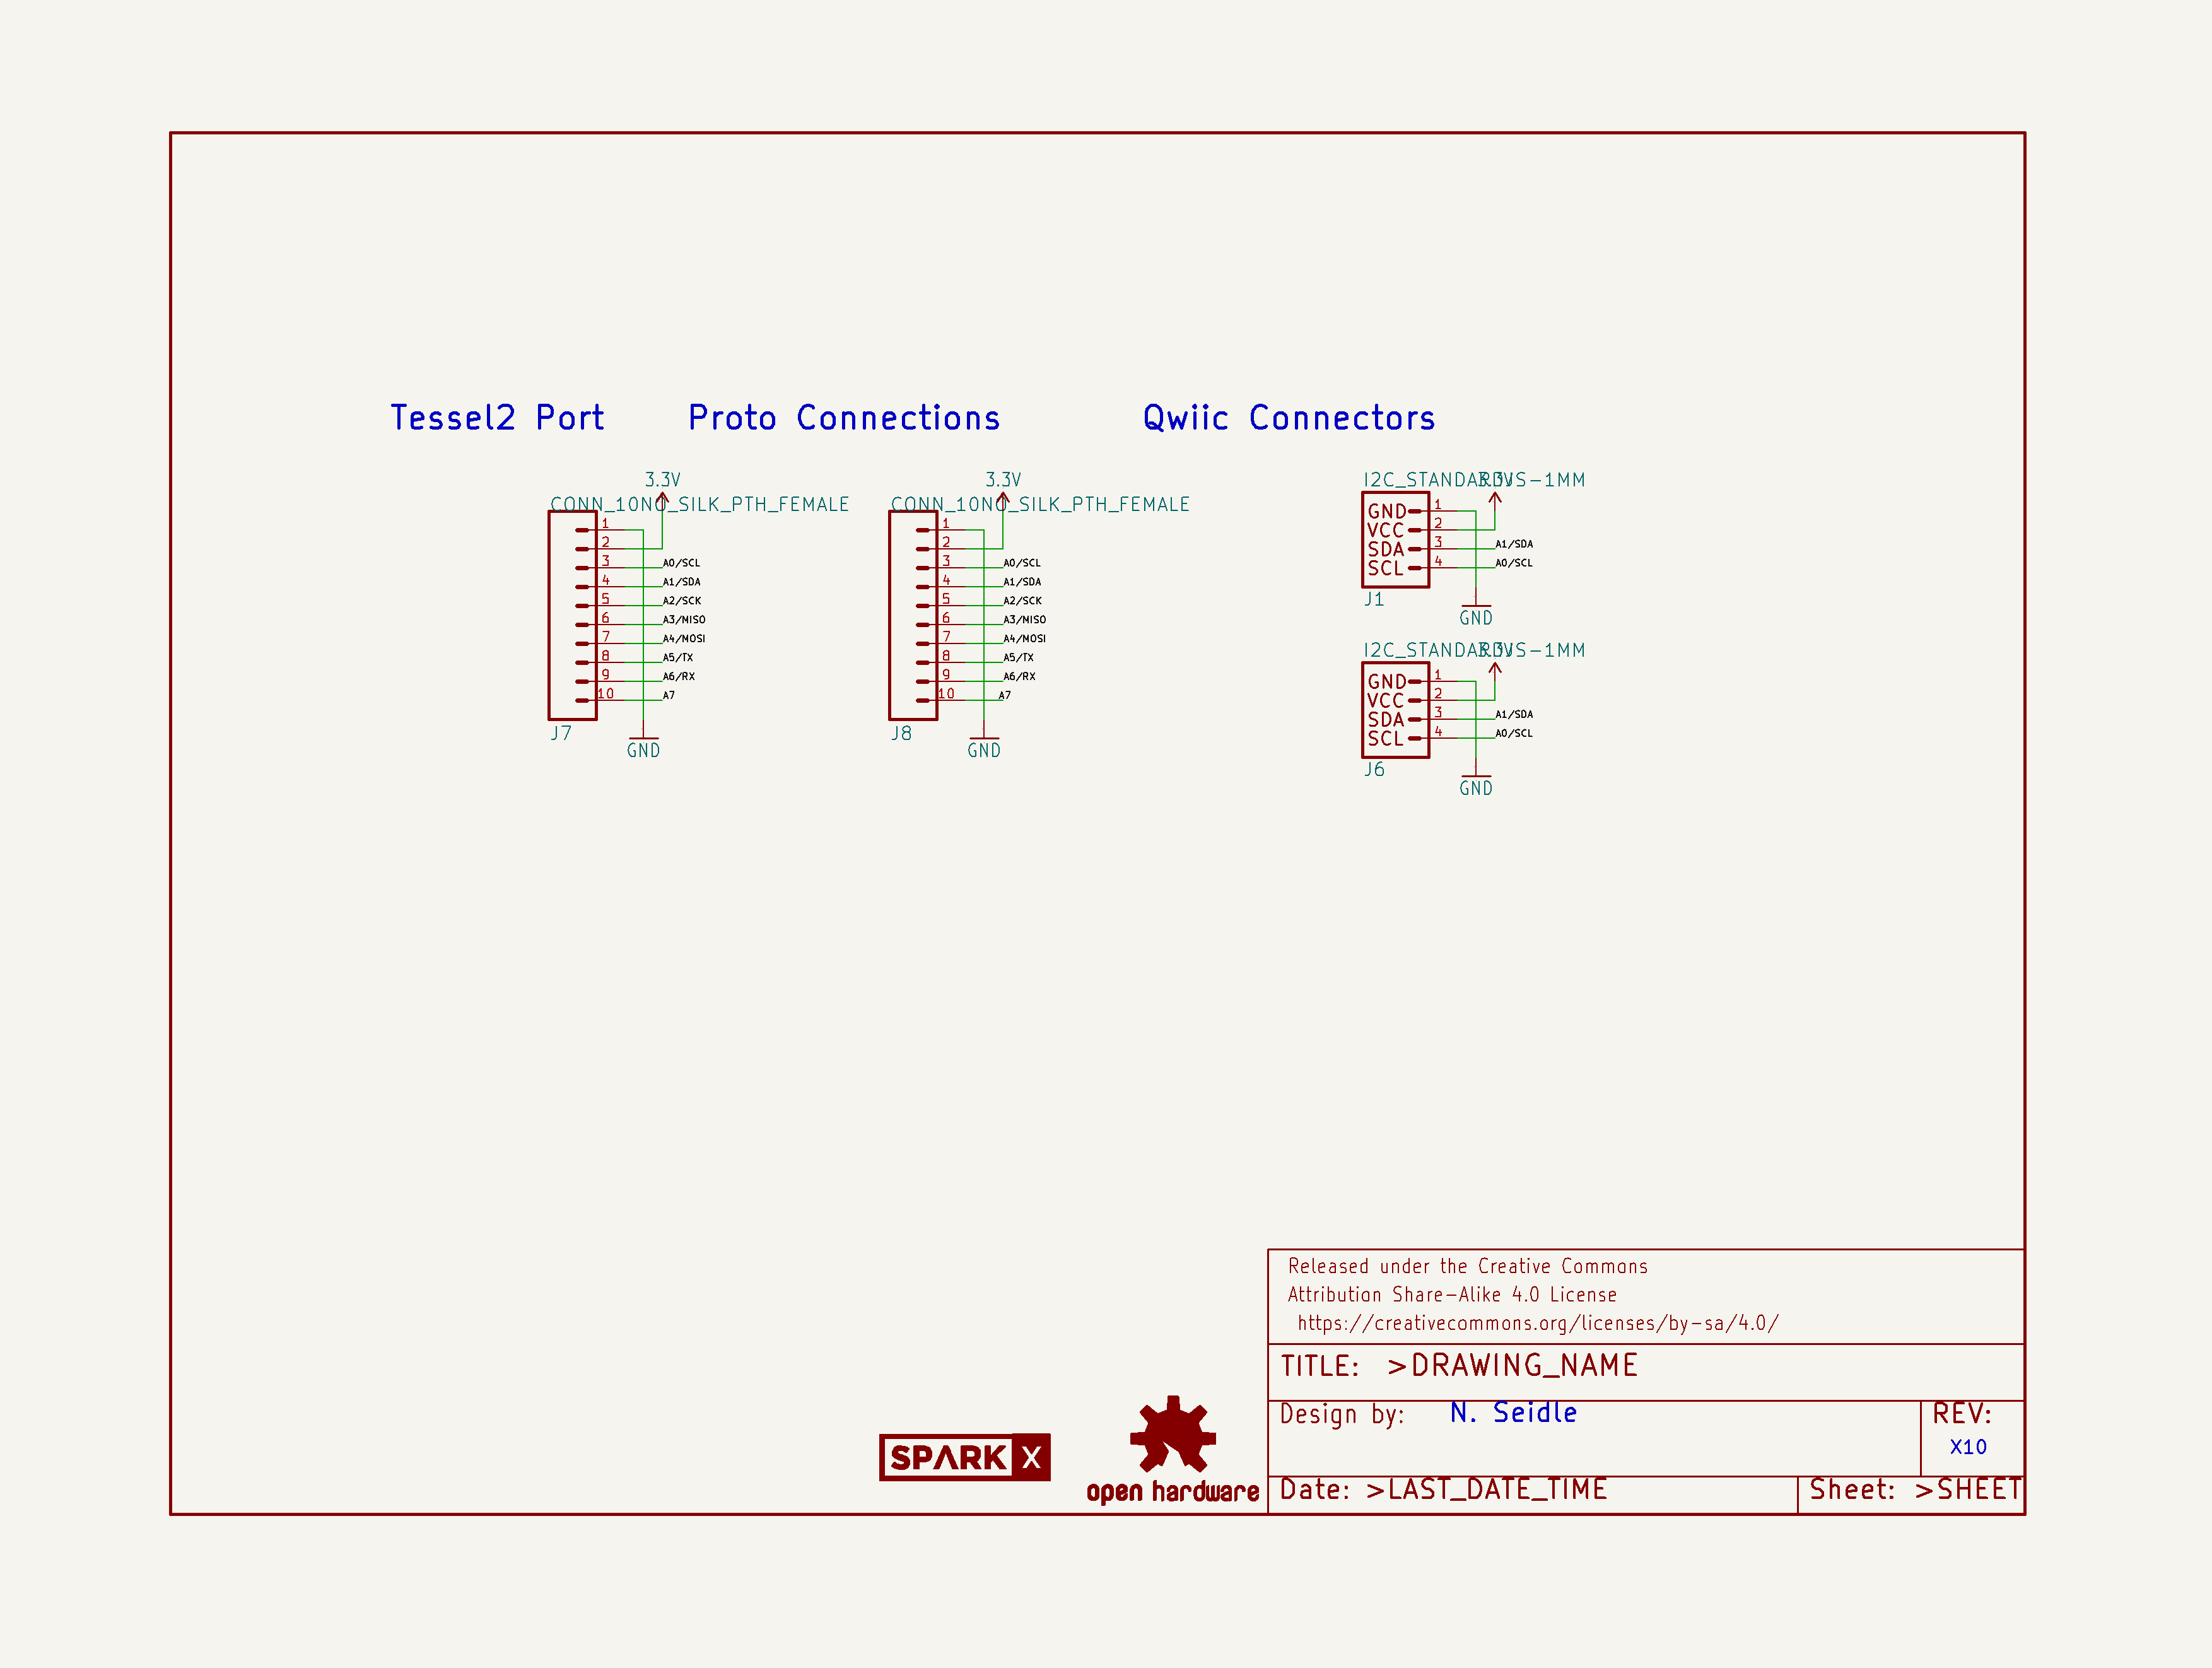 Tessel2 Port
Proto Connections
Qwiic Connectors
3.3V
CONN_10NO_SILK_PTH_FEMALE
1
2
3 A0/SCL
4 A1/SDA
5 A2/SCK
6 A3/MISO
7 A4/MOSI
8 A5/TX
9 A6/RX
10 A7
J7
GND
3.3V
CONN_10NO_SILK_PTH_FEMALE
1
2
3 A0/SCL
4 A1/SDA
5 A2/SCK
6 A3/MISO
7 A4/MOSI
8 A5/TX
9 A6/RX
10 A7
J8
GND
3.3V
GND 1
VCC 2
SDA 3 A1/SDA
SCL 4 A0/SCL
J1
GND
3.3V
GND 1
VCC 2
SDA 3 A1/SDA
SCL 4 A0/SCL
J6
GND
Released under the Creative Commons
Attribution Share-Alike 4.0 License
https://creativecommons.org/licenses/by-sa/4.0/
TITLE: >DRAWING_NAME
Design by: N. Seidle
REV:
X10
Date: >LAST_DATE_TIME
Sheet: >SHEET
SPARK X
open hardware